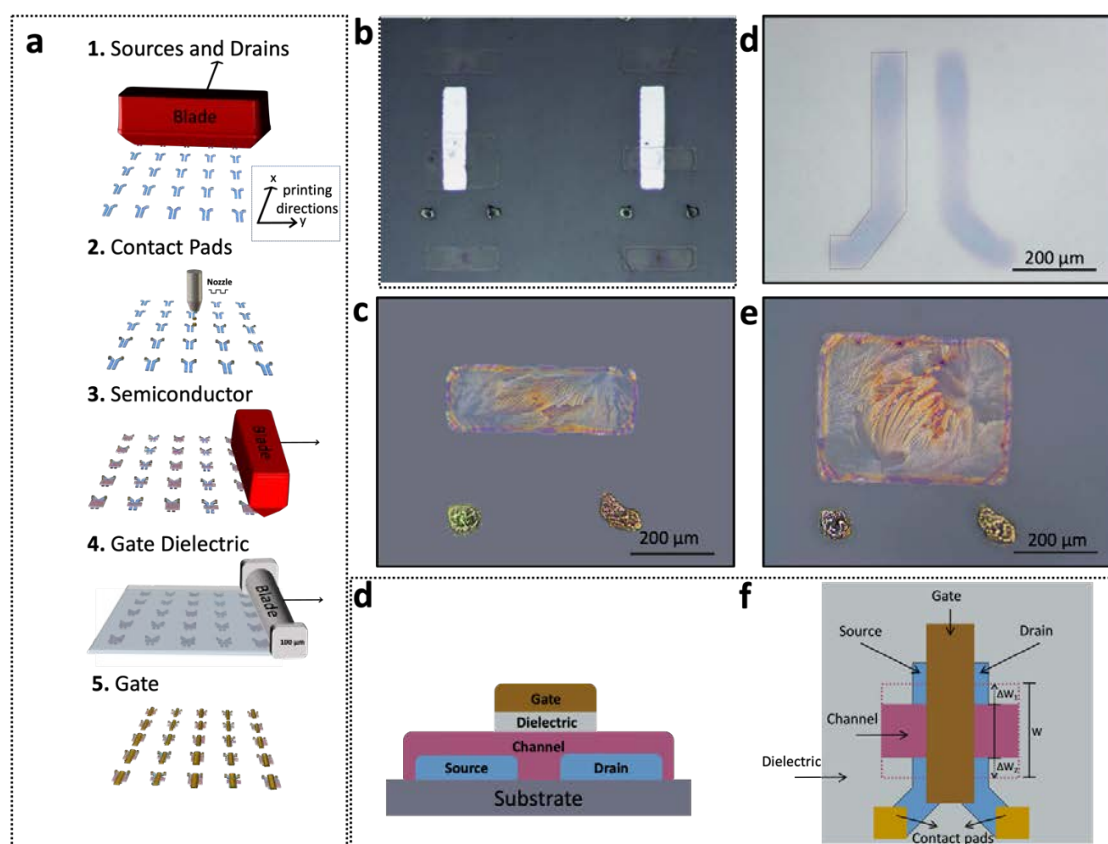 a
1. Sources and Drains
Blade
x
printing
directions
y
2. Contact Pads
Nozzle
3. Semiconductor
Blade
4. Gate Dielectric
Blade
100 µm
5. Gate
b
d
200 µm
c
200 µm
e
200 µm
d
Gate
Dielectric
Channel
Source
Drain
Substrate
f
Gate
Source
Drain
ΔW₁
Channel
W
ΔW₂
Dielectric
Contact pads